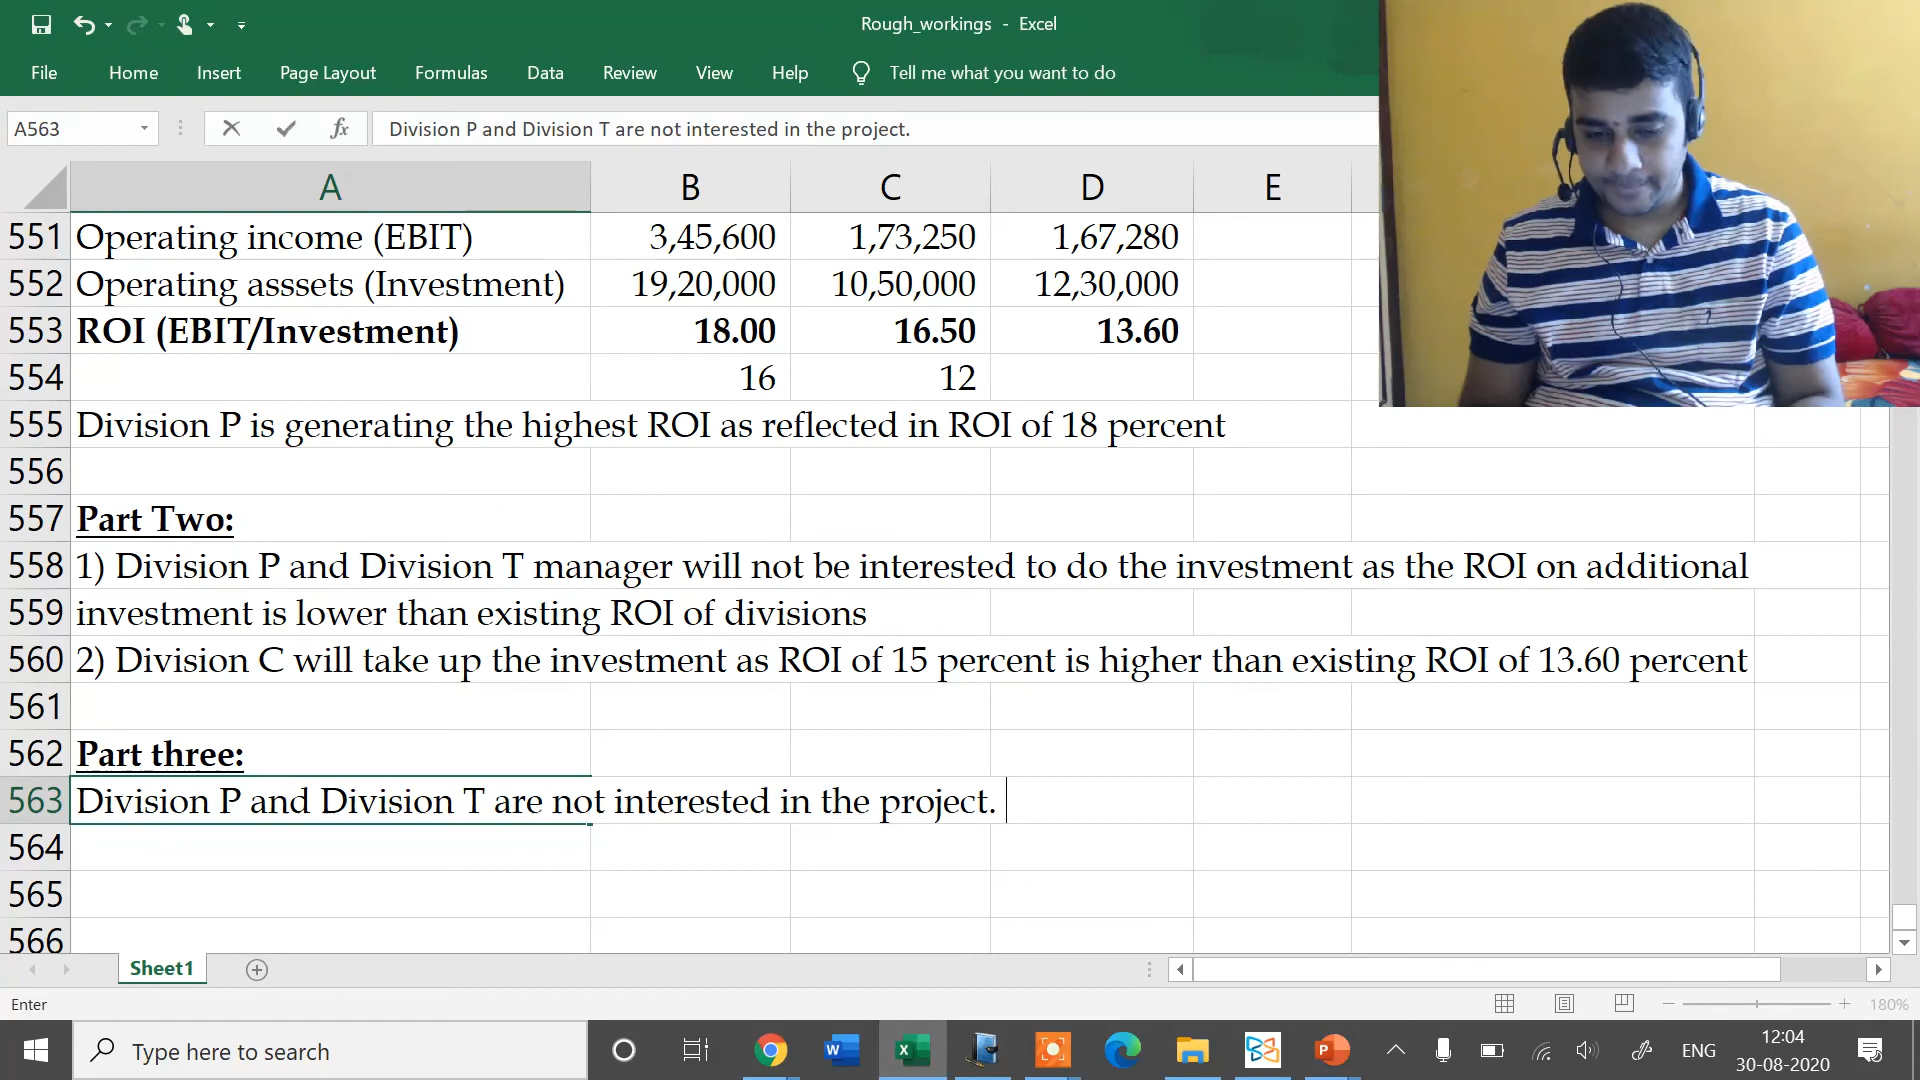 Rough_workings - Excel
File Home Insert Page Layout Formulas Data Review View Help Tell me what you want to do
A563 fx Division P and Division T are not interested in the project.
A B C D E
551 Operating income (EBIT) 3,45,600 1,73,250 1,67,280
552 Operating asssets (Investment) 19,20,000 10,50,000 12,30,000
553 ROI (EBIT/Investment) 18.00 16.50 13.60
554 16 12
555 Division P is generating the highest ROI as reflected in ROI of 18 percent
556
557 Part Two:
558 1) Division P and Division T manager will not be interested to do the investment as the ROI on additional
559 investment is lower than existing ROI of divisions
560 2) Division C will take up the investment as ROI of 15 percent is higher than existing ROI of 13.60 percent
561
562 Part three:
563 Division P and Division T are not interested in the project.
564
565
566
Sheet1
Enter 180%
Type here to search ENG 12:04
30-08-2020